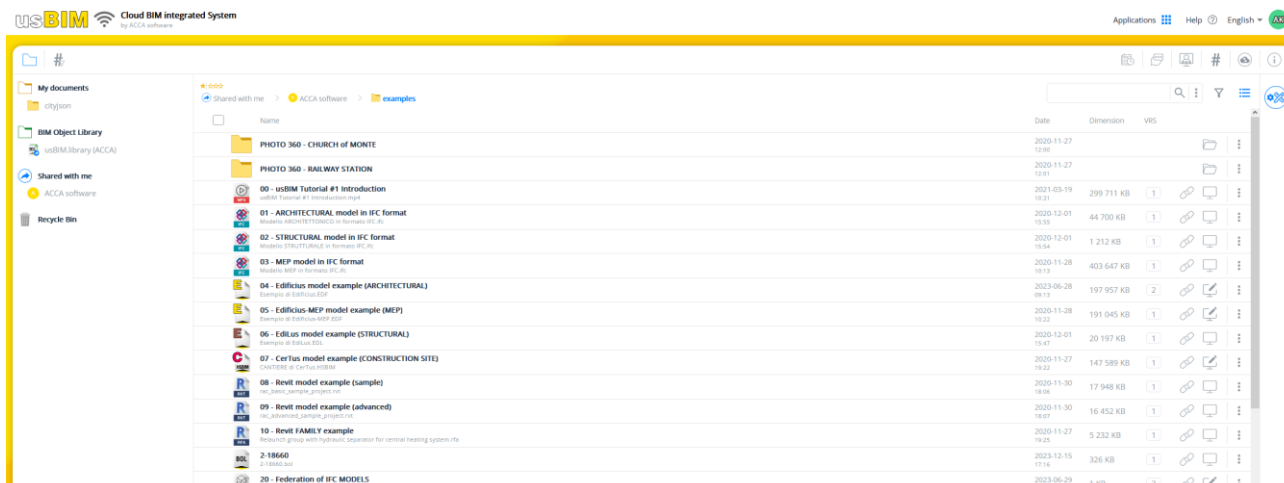 usBIM Cloud BIM integrated System
by ACCA software
Applications Help English AK
#
#
My documents
cityjson
BIM Object Library
usBIM.library (ACCA)
Shared with me
ACCA software
Recycle Bin
Shared with me > ACCA software > examples
Name Date Dimension VRS
PHOTO 360 - CHURCH of MONTE 2020-11-27
12:00
PHOTO 360 - RAILWAY STATION 2020-11-27
12:01
00 - usBIM Tutorial #1 Introduction 2021-03-19
usBIM Tutorial #1 Introduction.mp4 10:31 299 711 KB 1
01 - ARCHITECTURAL model in IFC format 2020-12-01
Modello ARCHITETTONICO in formato IFC.ifc 15:55 44 700 KB 1
02 - STRUCTURAL model in IFC format 2020-12-01
Modello STRUTTURALE in formato IFC.ifc 15:54 1 212 KB 1
03 - MEP model in IFC format 2020-11-28
Modello MEP in formato IFC.ifc 10:13 403 647 KB 1
04 - Edificius model example (ARCHITECTURAL) 2023-06-28
Esempio di Edificius.EDF 09:13 197 957 KB 2
05 - Edificius-MEP model example (MEP) 2020-11-28
Esempio di Edificius-MEP.EDF 10:22 191 045 KB 1
06 - EdiLus model example (STRUCTURAL) 2020-12-01
Esempio di EdiLus.EDL 15:47 20 197 KB 1
07 - CerTus model example (CONSTRUCTION SITE) 2020-11-27
CANTIERE di CerTus.HSBIM 19:22 147 589 KB 1
08 - Revit model example (sample) 2020-11-30
rac_basic_sample_project.rvt 18:06 17 948 KB 1
09 - Revit model example (advanced) 2020-11-30
rac_advanced_sample_project.rvt 18:07 16 452 KB 1
10 - Revit FAMILY example 2020-11-27
Relaunch group with hydraulic separator for central heating system.rfa 19:25 5 232 KB 1
BOL 2-18660 2023-12-15
2-18660.bol 17:16 326 KB 1
20 - Federation of IFC MODELS 2023-06-29